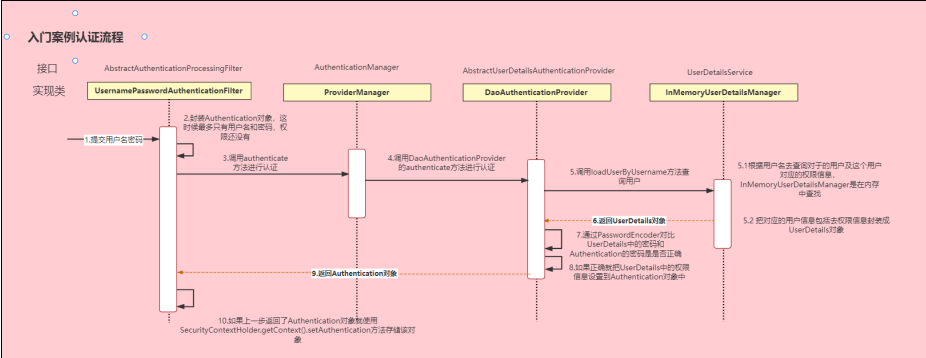 入门案例认证流程
接口
AbstractAuthenticationProcessingFilter
AuthenticationManager
AbstractUserDetailsAuthenticationProvider
UserDetailsService
实现类
UsernamePasswordAuthenticationFilter
ProviderManager
DaoAuthenticationProvider
InMemoryUserDetailsManager
1.提交用户名密码
2.封装Authentication对象，这
时候最多只有用户名和密码，权
限还没有
3.调用authenticate
方法进行认证
4.调用DaoAuthenticationProvider
的authenticate方法进行认证
5.调用loadUserByUsername方法查
询用户
5.1根据用户名去查询对于的用户及这个用户
对应的权限信息，
InMemoryUserDetailsManager是在内存
中查找
5.2 把对应的用户信息包括去权限信息封装成
UserDetails对象
6.返回UserDetails对象
7.通过PasswordEncoder对比
UserDetails中的密码和
Authentication的密码是是否正确
8.如果正确就把UserDetails中的权限
信息设置到Authentication对象中
9.返回Authentication对象
10.如果上一步返回了Authentication对象就使用
SecurityContextHolder.getContext().setAuthentication方法存储该对
象